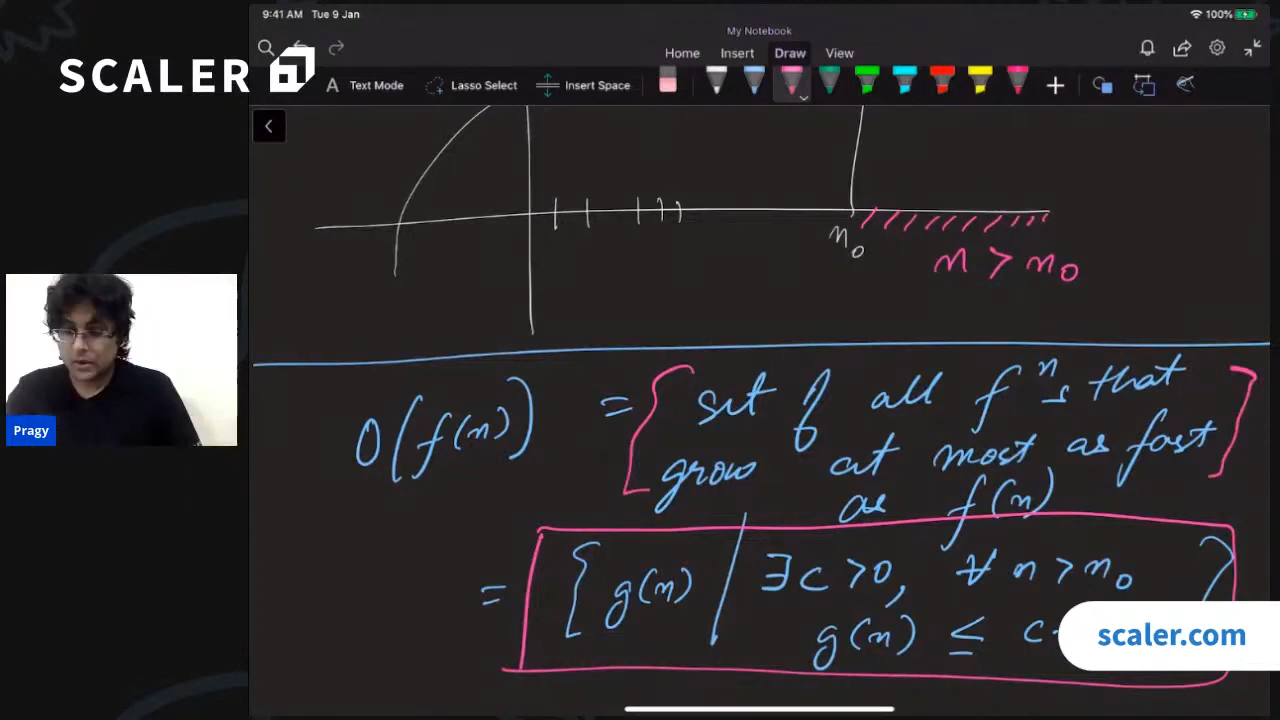 9:41 AM Tue 9 Jan
100%
My Notebook
SCALER
Home Insert Draw View
A Text Mode Lasso Select Insert Space
n₀
n > n₀
O(f(n)) = [set of all fⁿs that
grow at most as fast]
as f(n)
= { g(n) | ∃ c > 0, ∀ n > n₀ }
g(n) ≤ c.
Pragy
scaler.com